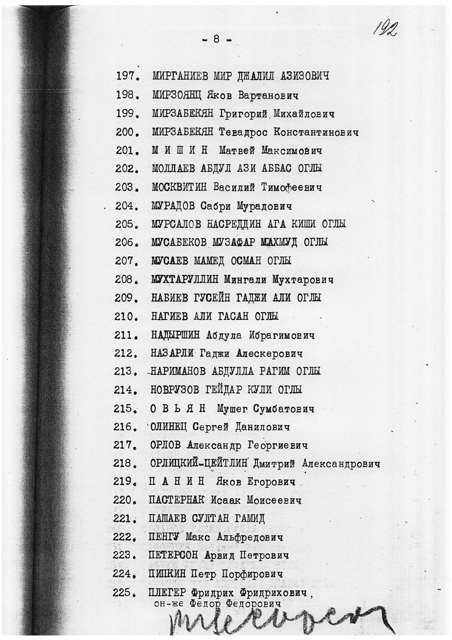 192
- 8 -
197. МИРГАНИЕВ МИР ДЖАЛИЛ АЗИЗОВИЧ
198. МИРЗОЯНЦ Яков Вартанович
199. МИРЗАБЕКЯН Григорий Михайлович
200. МИРЗАБЕКЯН Тевадрос Константинович
201. М И Ш И Н Матвей Максимович
202. МОЛЛАЕВ АБДУЛ АЗИ АББАС ОГЛЫ
203. МОСКВИТИН Василий Тимофеевич
204. МУРАДОВ Сабри Мурадович
205. МУРСАЛОВ НАСРЕДДИН АГА КИШИ ОГЛЫ
206. МУСАБЕКОВ МУЗАФАР МАХМУД ОГЛЫ
207. МУСАЕВ МАМЕД ОСМАН ОГЛЫ
208. МУХТАРУЛЛИН Мингали Мухтарович
209. НАБИЕВ ГУСЕЙН ГАДЖИ АЛИ ОГЛЫ
210. НАГИЕВ АЛИ ГАСАН ОГЛЫ
211. НАДЫРШИН Абдула Ибрагимович
212. НАЗАРЛИ Гаджи Алескерович
213. НАРИМАНОВ АБДУЛЛА РАГИМ ОГЛЫ
214. НОВРУЗОВ ГЕЙДАР КУЛИ ОГЛЫ
215. О В Ь Я Н Мушег Сумбатович
216. ОЛИНЕЦ Сергей Данилович
217. ОРЛОВ Александр Георгиевич
218. ОРЛИЦКИЙ-ЦЕЙТЛИН Дмитрий Александрович
219. П А Н И Н Яков Егорович
220. ПАСТЕРНАК Исаак Моисеевич
221. ПАШАЕВ СУЛТАН ГАМИД
222. ПЕНГУ Макс Альфредович
223. ПЕТЕРСОН Арвид Петрович
224. ПИПКИН Петр Порфирович
225. ПЛЕГЕР Фридрих Фридрихович,
он-же Федор Федорович